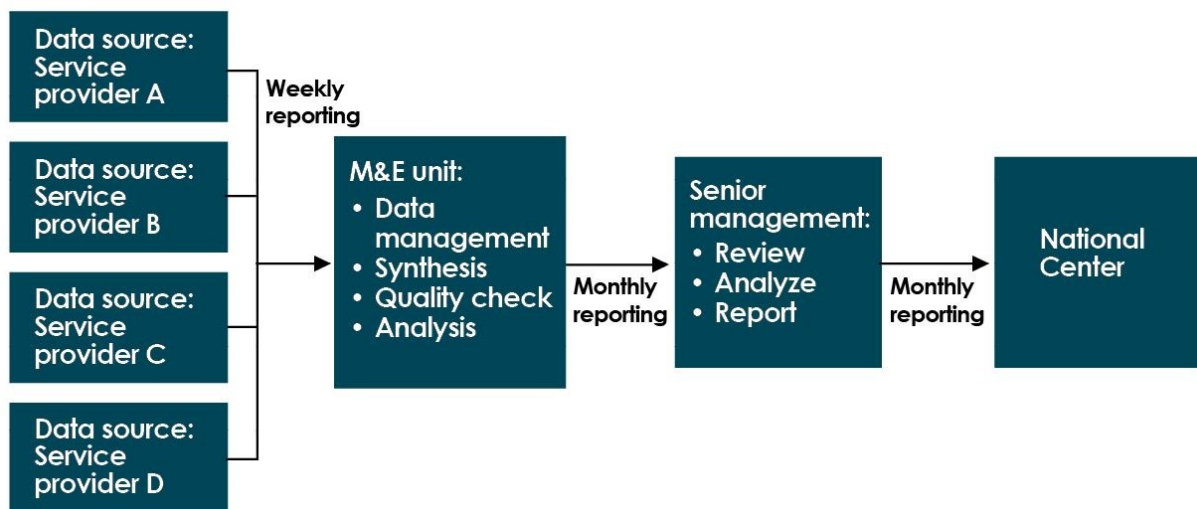 Data source:
Service
provider A
Weekly
reporting
Data source:
Service
provider B
Data source:
Service
provider C
Data source:
Service
provider D
M&E unit:
• Data
management
• Synthesis
• Quality check
• Analysis
Monthly
reporting
Senior
management:
• Review
• Analyze
• Report
Monthly
reporting
National
Center